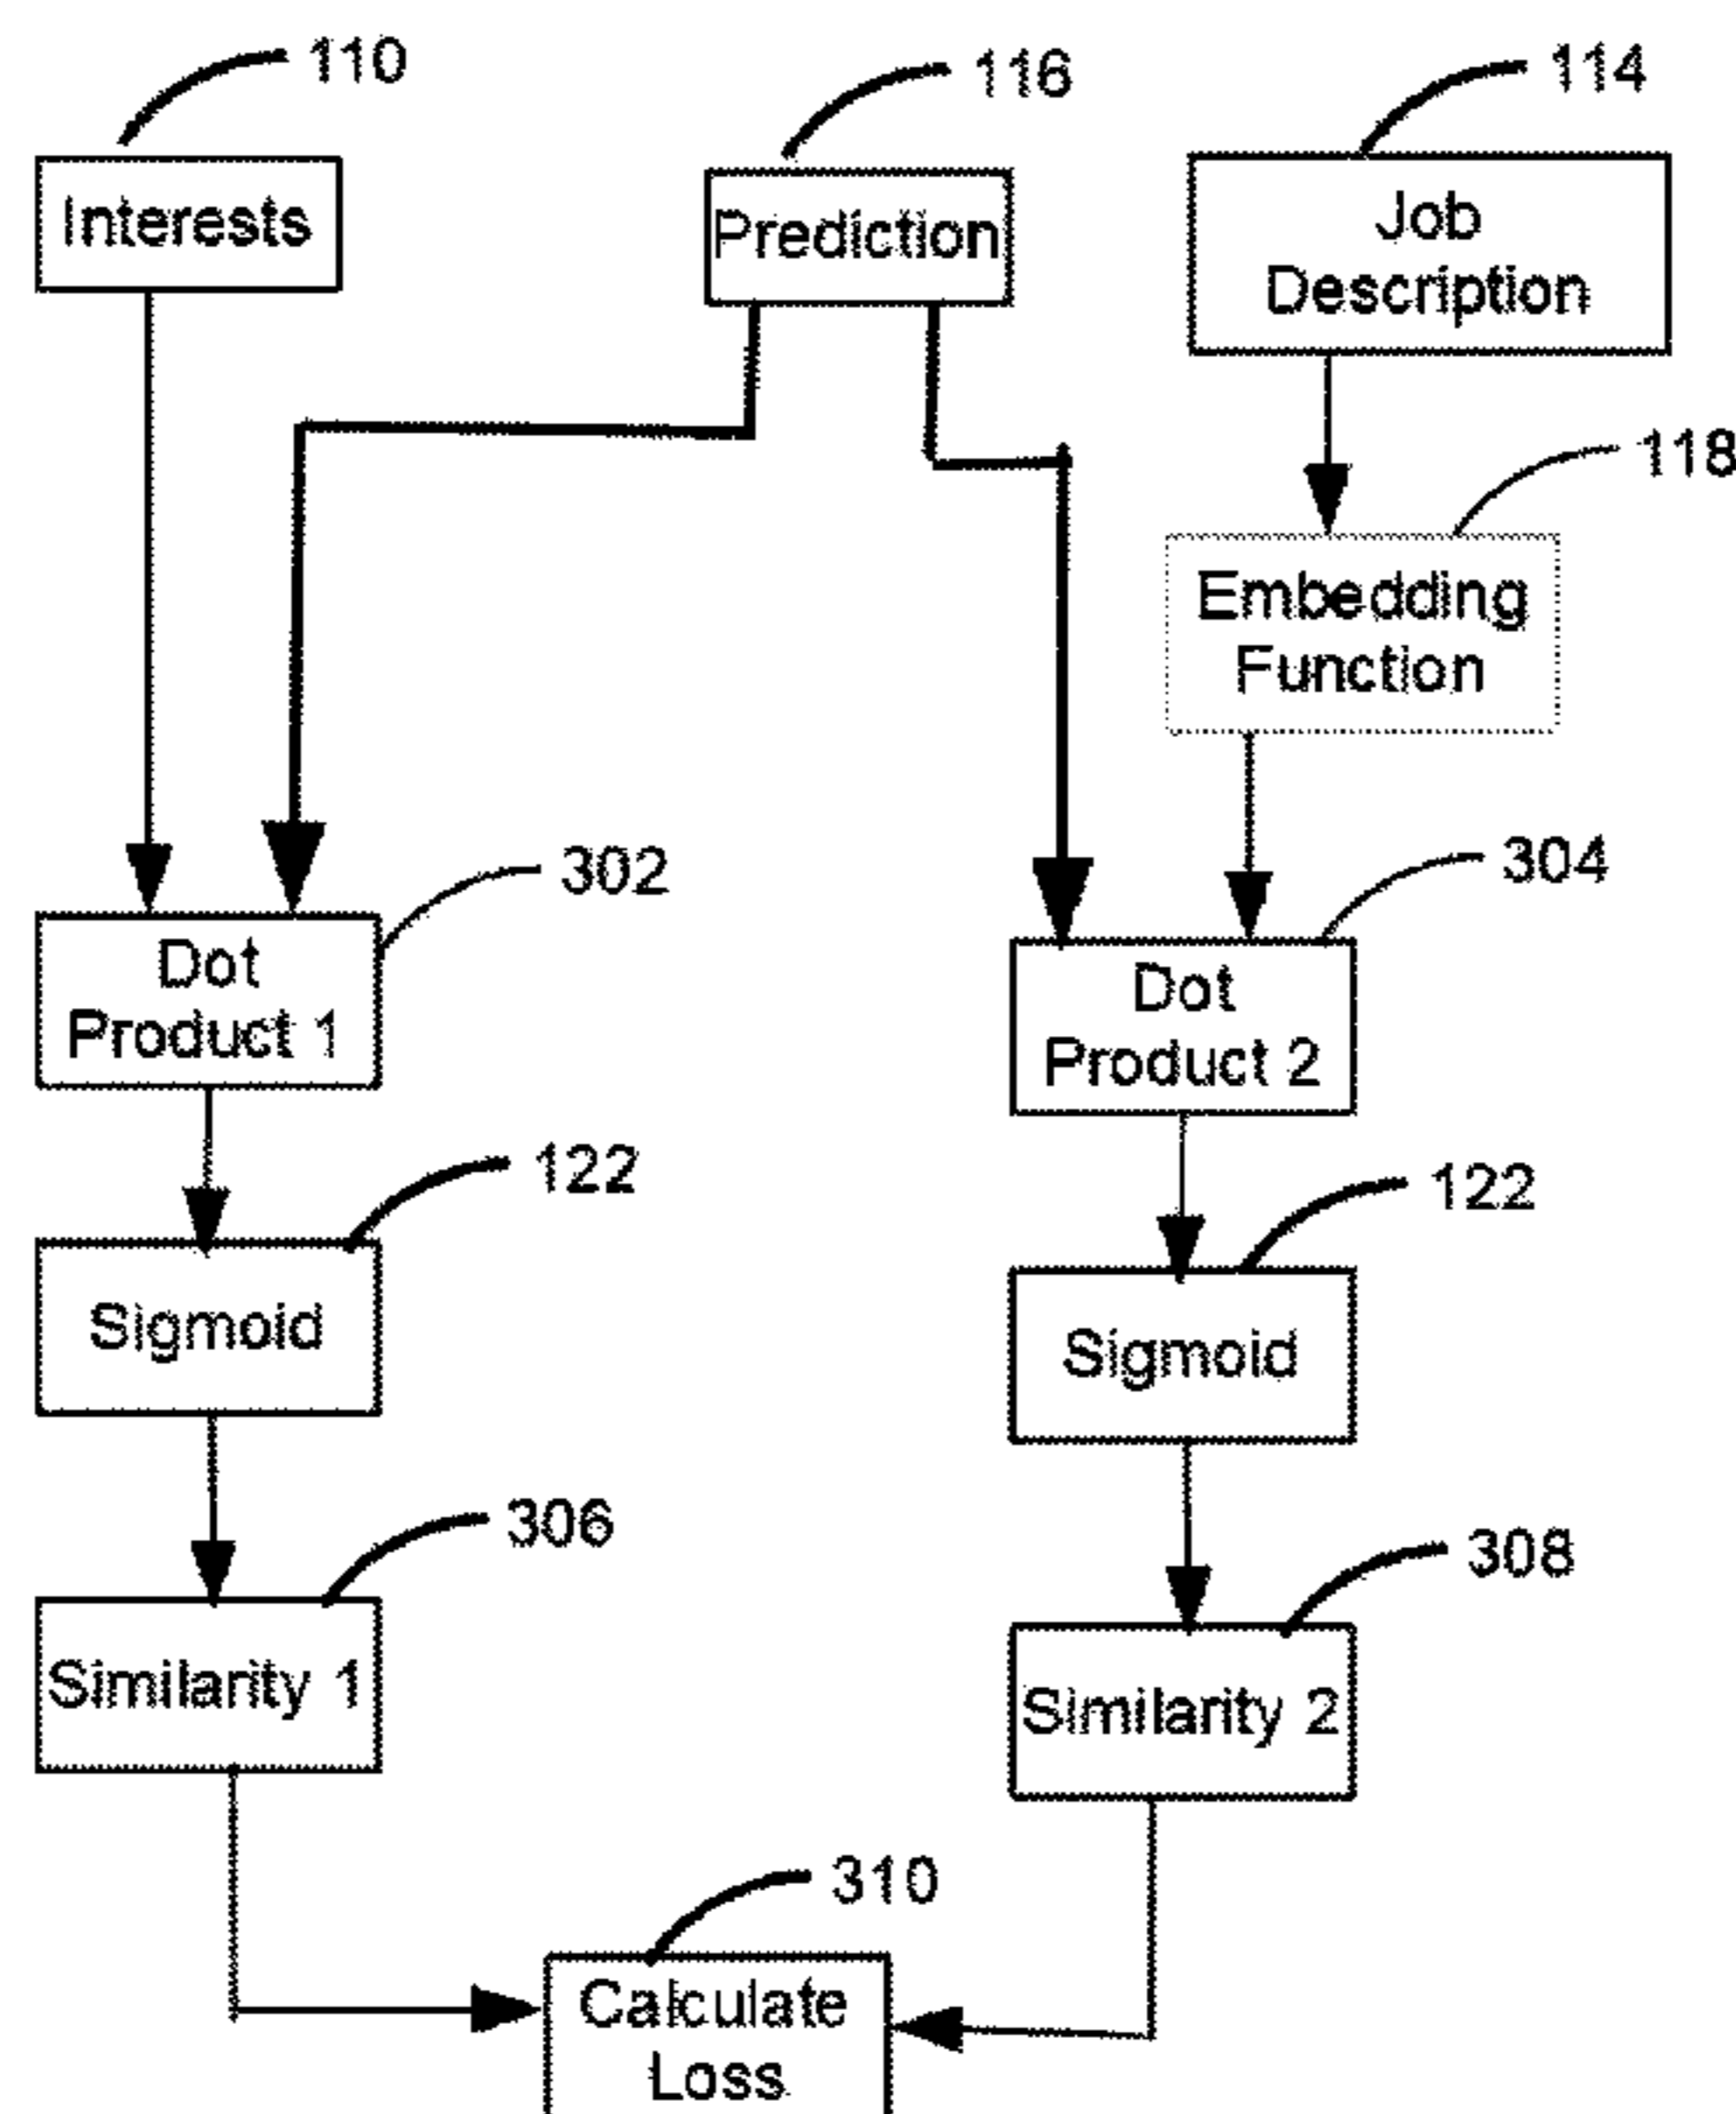 110
116
114
Interests
Prediction
Job
Description
118
Embedding
Function
302
304
Dot
Product 1
Dot
Product 2
122
122
Sigmoid
Sigmoid
306
308
Similarity 1
Similarity 2
310
Calculate
Loss